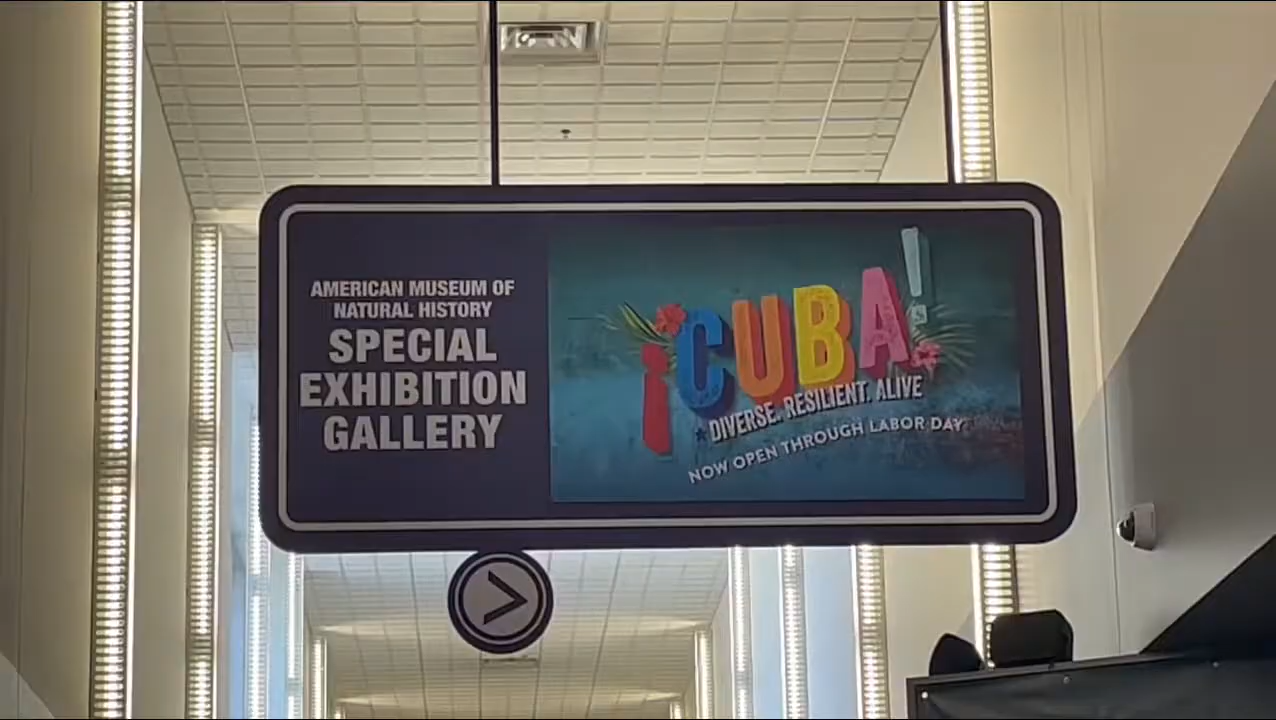 AMERICAN MUSEUM OF
NATURAL HISTORY
SPECIAL
EXHIBITION
GALLERY
¡CUBA!
DIVERSE. RESILIENT. ALIVE
NOW OPEN THROUGH LABOR DAY